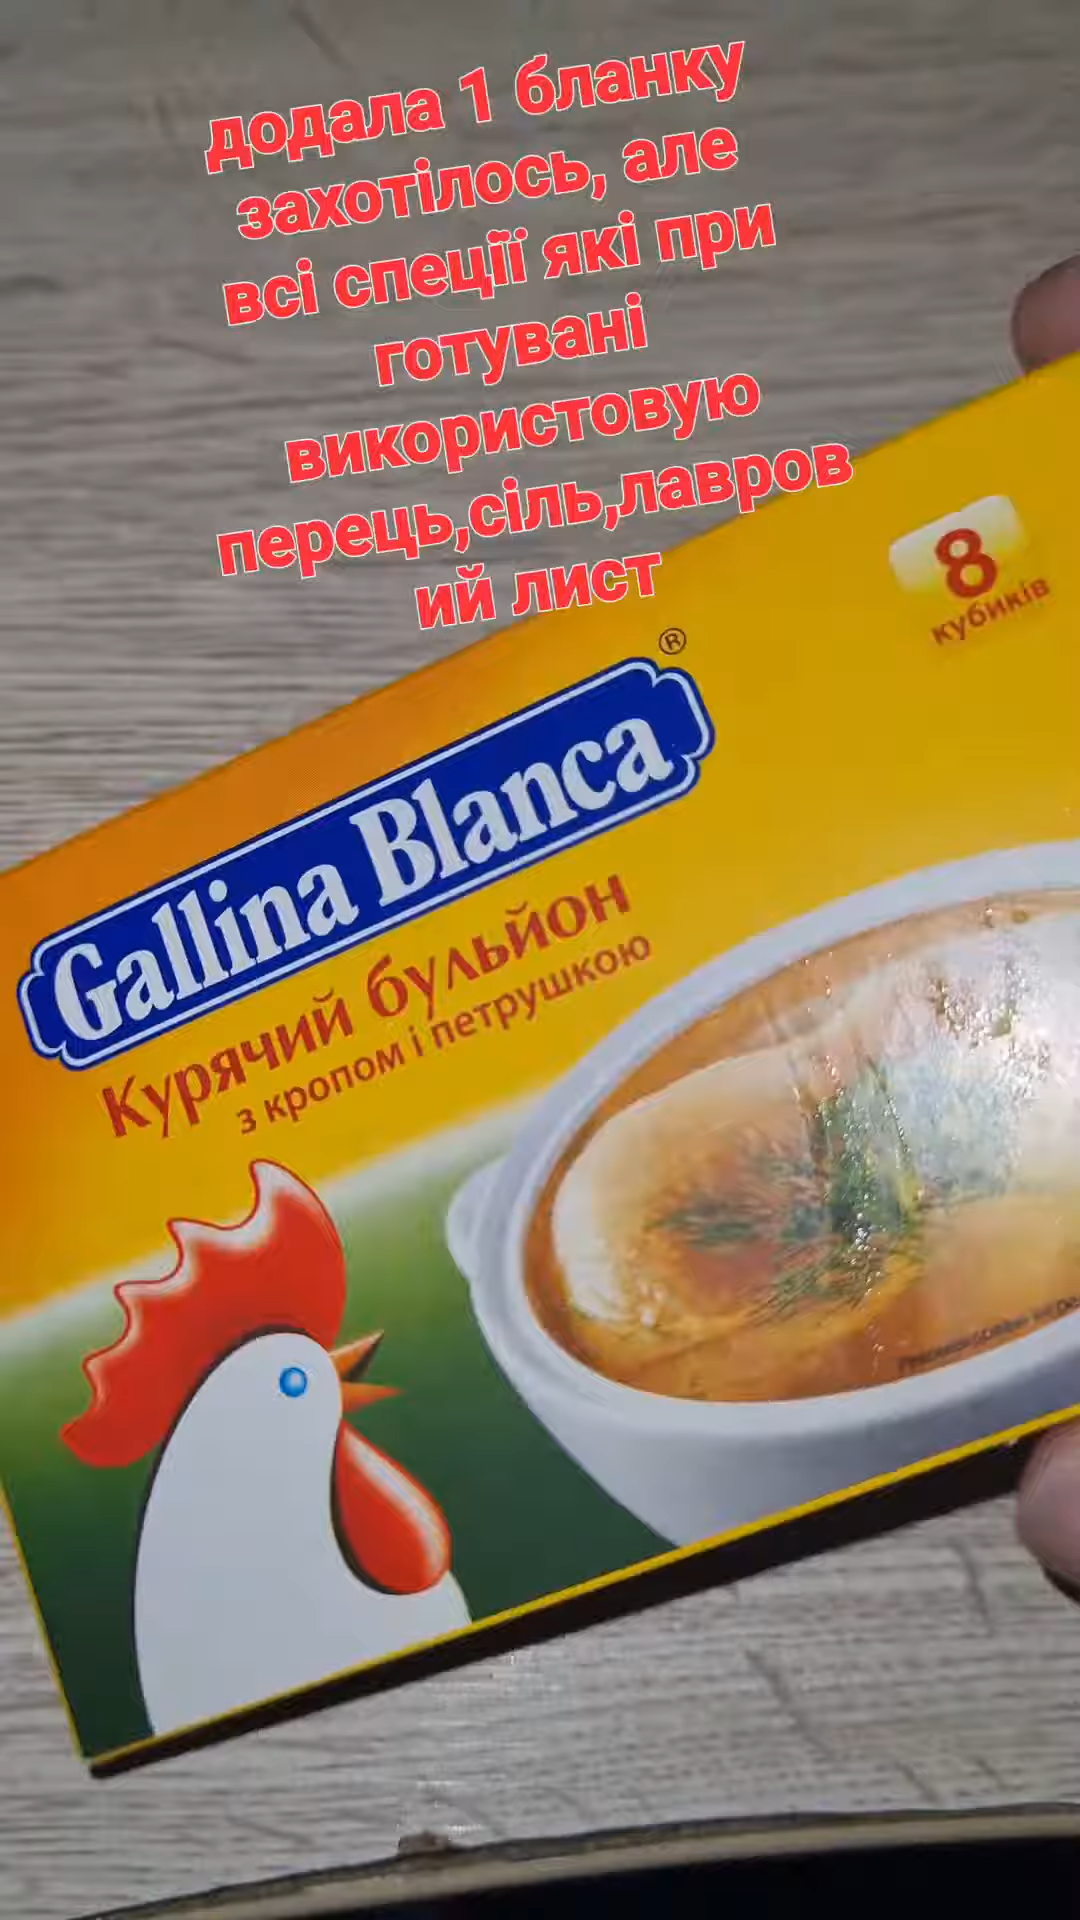 додала 1 бланку
захотілось, але
всі спеції які при
готувані
використовую
перець,сіль,лавров
ий лист
8
кубиків
®
Gallina Blanca
Курячий бульйон
з кропом і петрушкою